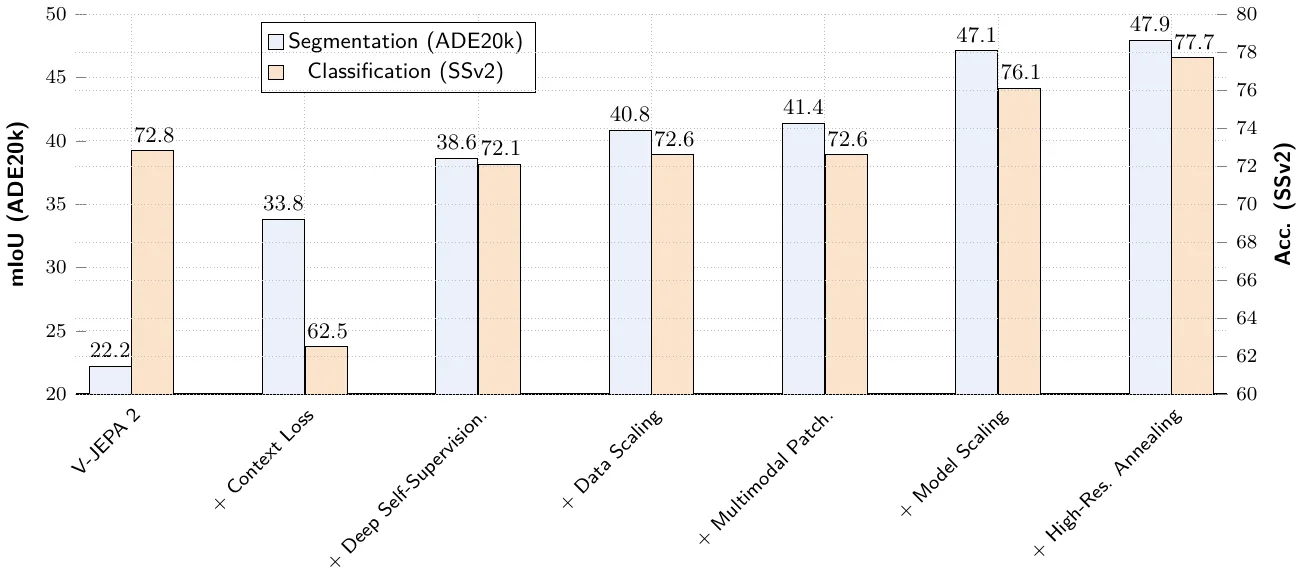 Segmentation (ADE20k)
Classification (SSv2)
mIoU (ADE20k)
50
45
40
35
30
25
20
Acc. (SSv2)
80
78
76
74
72
70
68
66
64
62
60
22.2
72.8
33.8
62.5
38.6
72.1
40.8
72.6
41.4
72.6
47.1
76.1
47.9
77.7
V-JEPA 2
+ Context Loss
+ Deep Self-Supervision.
+ Data Scaling
+ Multimodal Patch.
+ Model Scaling
+ High-Res. Annealing